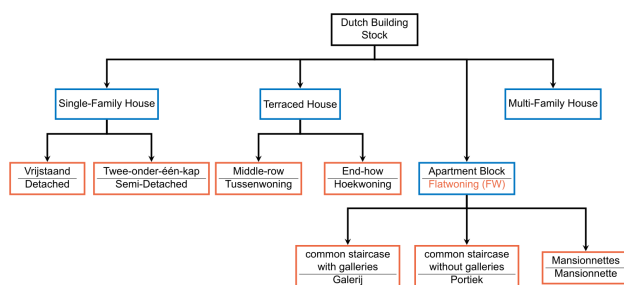 Dutch Building
Stock
Single-Family House
Terraced House
Multi-Family House
Vrijstaand
Detached
Twee-onder-één-kap
Semi-Detached
Middle-row
Tussenwoning
End-how
Hoekwoning
Apartment Block
Flatwoning (FW)
common staircase
with galleries
Galerij
common staircase
without galleries
Portiek
Mansionnettes
Mansionnette